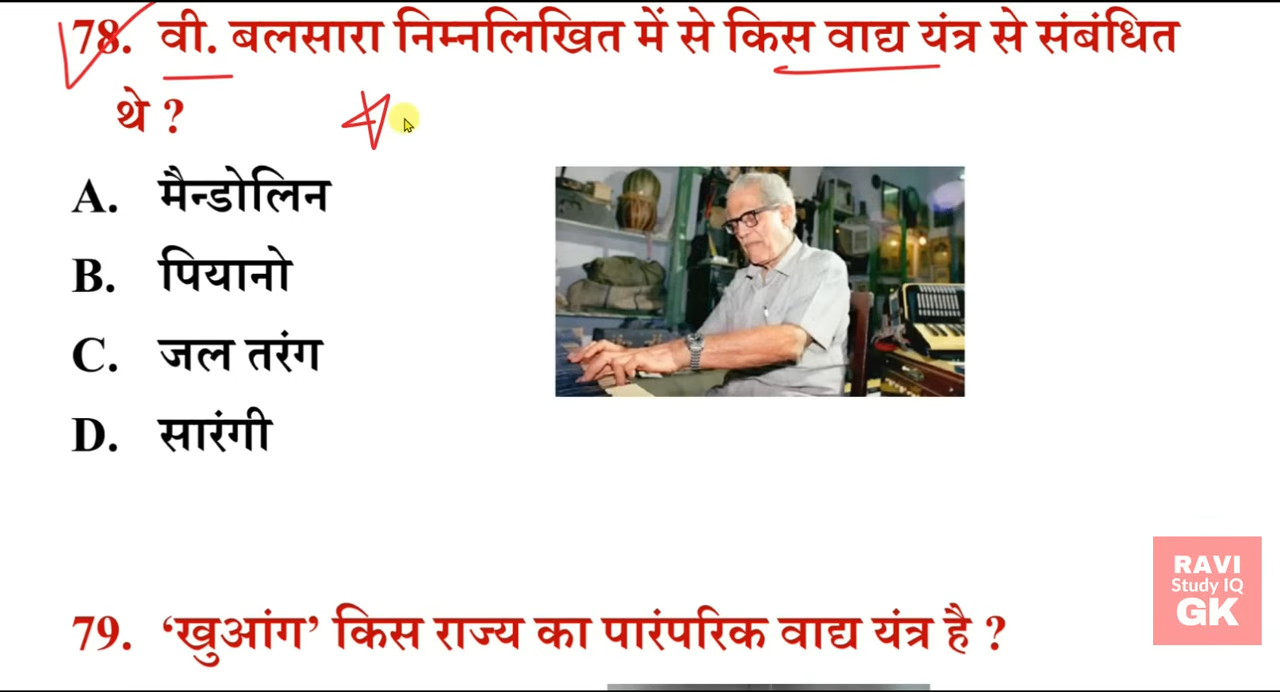 78. वी. बलसारा निम्नलिखित में से किस वाद्य यंत्र से संबंधित
थे ?
A. मैन्डोलिन
B. पियानो
C. जल तरंग
D. सारंगी
RAVI
Study IQ
GK
79. ‘खुआंग’ किस राज्य का पारंपरिक वाद्य यंत्र है ?